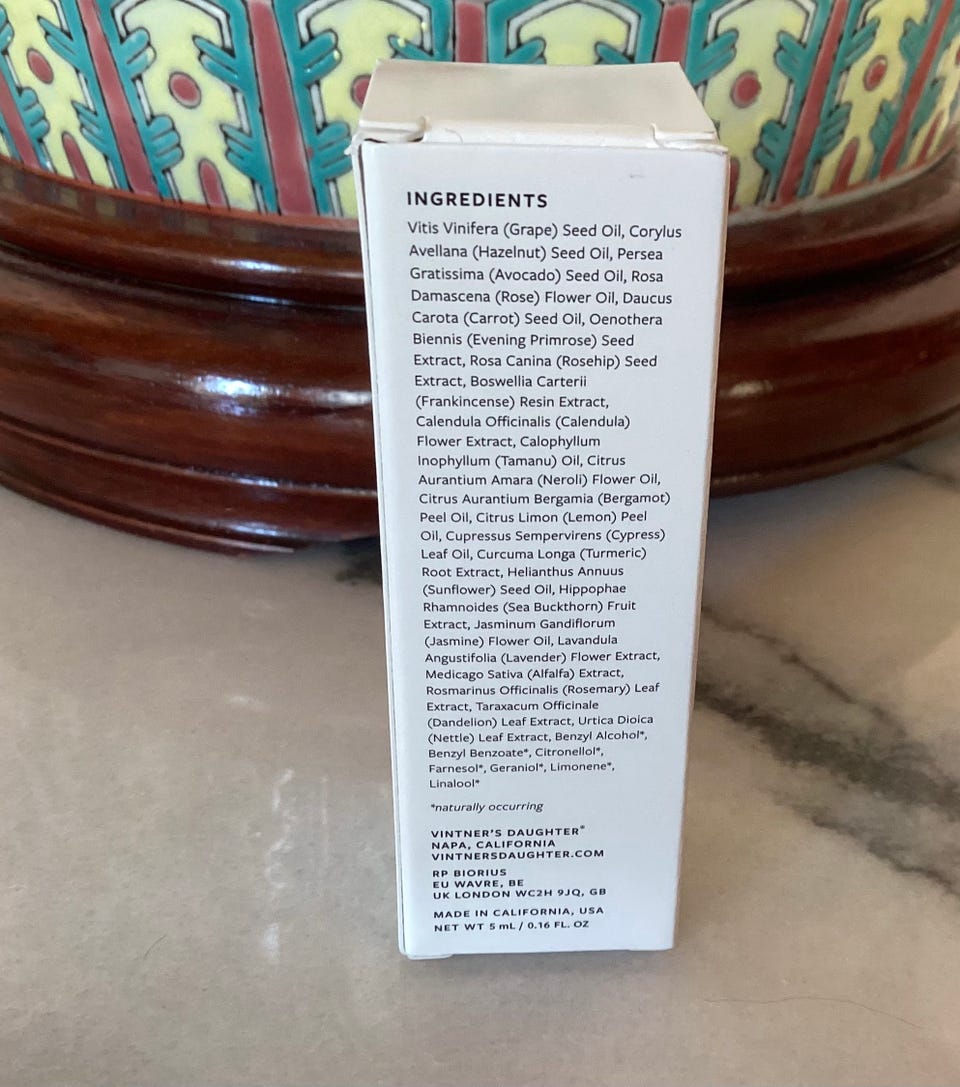 INGREDIENTS
Vitis Vinifera (Grape) Seed Oil, Corylus
Avellana (Hazelnut) Seed Oil, Persea
Gratissima (Avocado) Seed Oil, Rosa
Damascena (Rose) Flower Oil, Daucus
Carota (Carrot) Seed Oil, Oenothera
Biennis (Evening Primrose) Seed
Extract, Rosa Canina (Rosehip) Seed
Extract, Boswellia Carterii
(Frankincense) Resin Extract,
Calendula Officinalis (Calendula)
Flower Extract, Calophyllum
Inophyllum (Tamanu) Oil, Citrus
Aurantium Amara (Neroli) Flower Oil,
Citrus Aurantium Bergamia (Bergamot)
Peel Oil, Citrus Limon (Lemon) Peel
Oil, Cupressus Sempervirens (Cypress)
Leaf Oil, Curcuma Longa (Turmeric)
Root Extract, Helianthus Annuus
(Sunflower) Seed Oil, Hippophae
Rhamnoides (Sea Buckthorn) Fruit
Extract, Jasminum Gandiflorum
(Jasmine) Flower Oil, Lavandula
Angustifolia (Lavender) Flower Extract,
Medicago Sativa (Alfalfa) Extract,
Rosmarinus Officinalis (Rosemary) Leaf
Extract, Taraxacum Officinale
(Dandelion) Leaf Extract, Urtica Dioica
(Nettle) Leaf Extract, Benzyl Alcohol*,
Benzyl Benzoate*, Citronellol*,
Farnesol*, Geraniol*, Limonene*,
Linalool*
*naturally occurring
VINTNER'S DAUGHTER®
NAPA, CALIFORNIA
VINTNERSDAUGHTER.COM
RP BIORIUS
EU WAVRE, BE
UK LONDON WC2H 9JQ, GB
MADE IN CALIFORNIA, USA
NET WT 5 mL / 0.16 FL. OZ